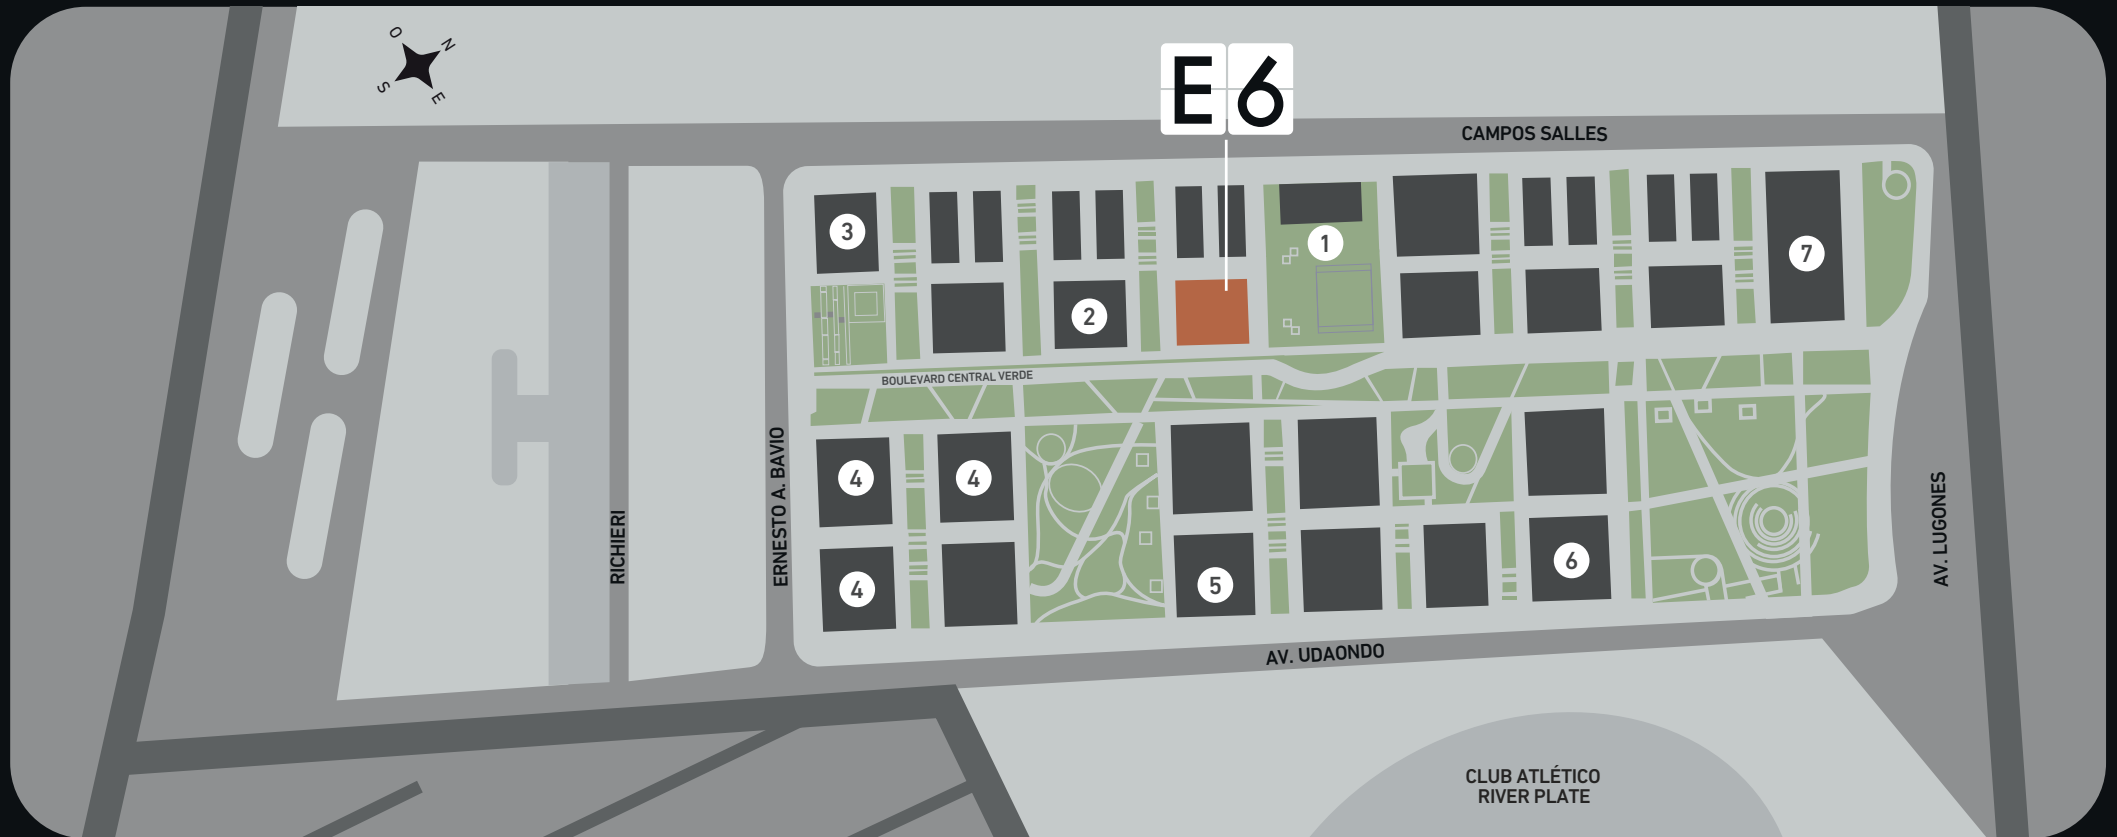 O
N
S
E
E6
CAMPOS SALLES
3
1
7
2
BOULEVARD CENTRAL VERDE
4
4
4
5
6
RICHIERI
ERNESTO A. BAVIO
AV. LUGONES
AV. UDAONDO
CLUB ATLÉTICO
RIVER PLATE